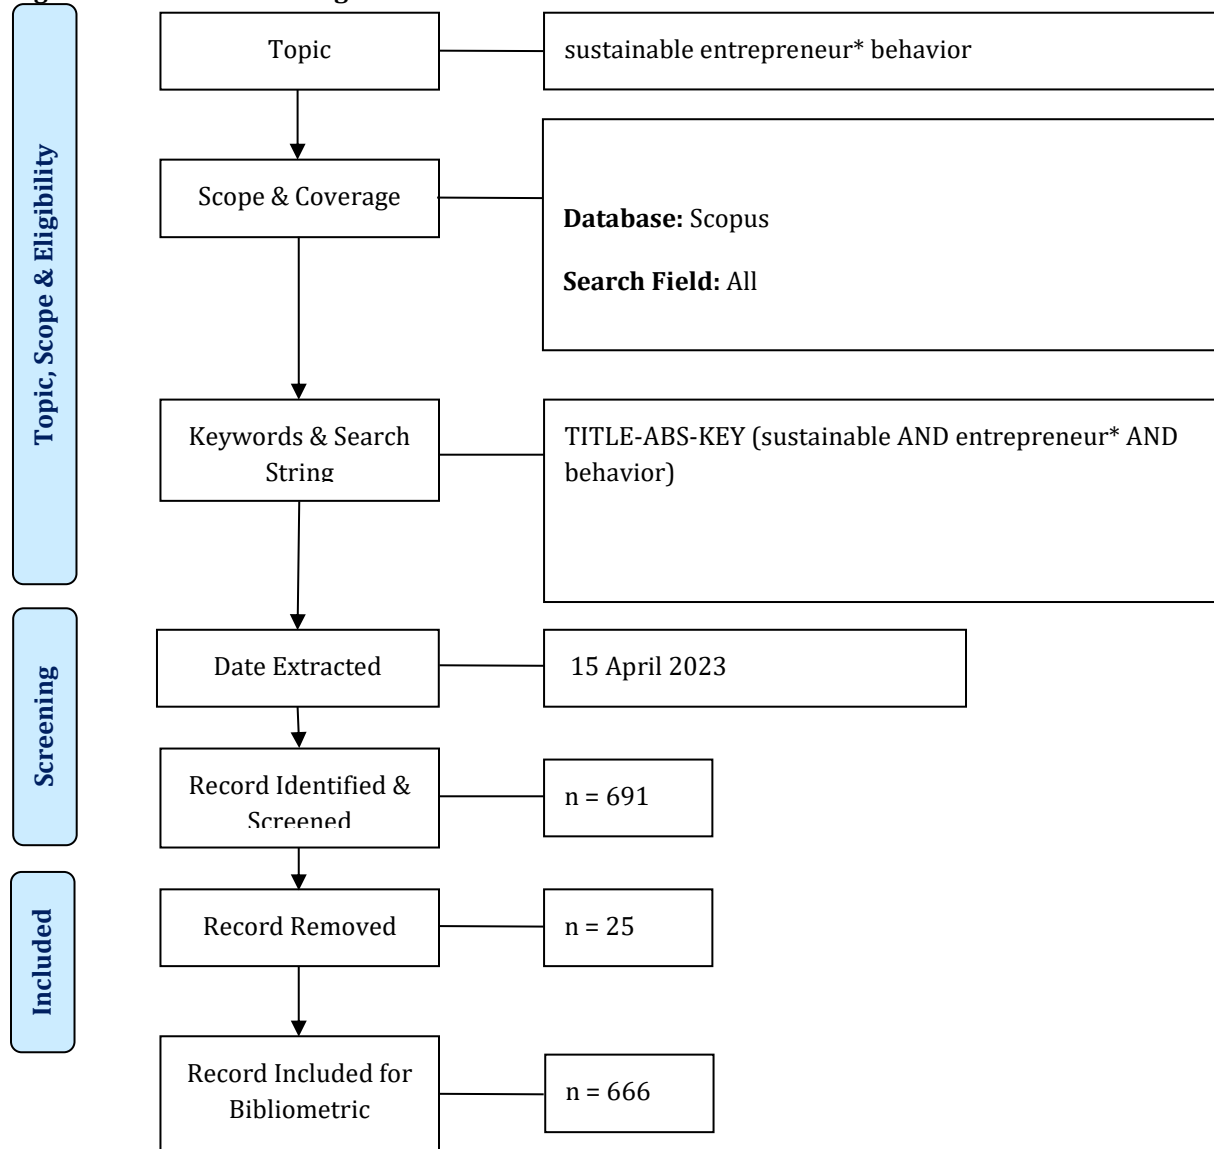 Topic
sustainable entrepreneur* behavior
Topic, Scope & Eligibility
Scope & Coverage
Database: Scopus
Search Field: All
Keywords & Search
String
TITLE-ABS-KEY (sustainable AND entrepreneur* AND
behavior)
Screening
Date Extracted
15 April 2023
Record Identified &
Screened
n = 691
Included
Record Removed
n = 25
Record Included for
Bibliometric
n = 666